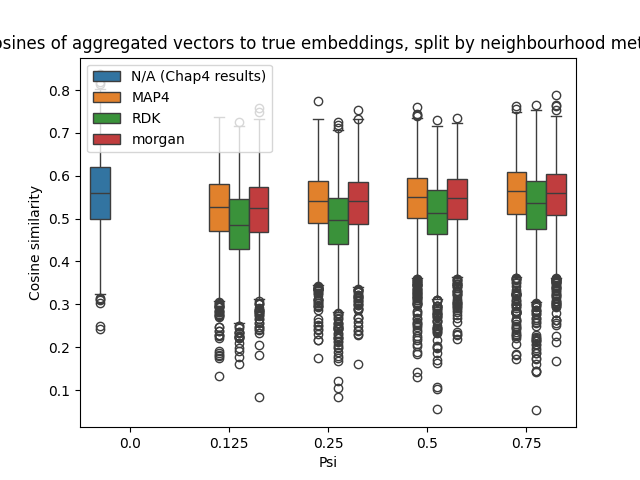 of aggregated vectors to true embeddings, split by neighbourhood
N/A (Chap4 results)
MAP4
RDK
morgan
Cosine similarity
0.8
0.7
0.6
0.5
0.4
0.3
0.2
0.1
0.0 0.125 0.25 0.5 0.75
Psi